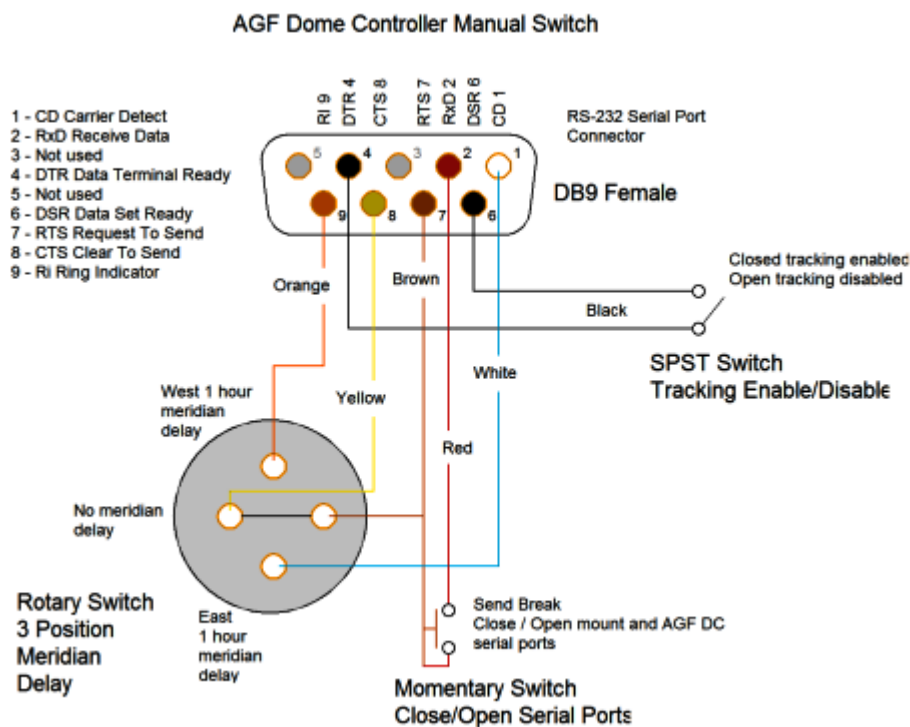 AGF Dome Controller Manual Switch
1 - CD Carrier Detect
2 - RxD Receive Data
3 - Not used
4 - DTR Data Terminal Ready
5 - Not used
6 - DSR Data Set Ready
7 - RTS Request To Send
8 - CTS Clear To Send
9 - Ri Ring Indicator
RI 9
DTR 4
CTS 8
RTS 7
RxD 2
DSR 6
CD 1
RS-232 Serial Port
Connector
5
4
3
2
1
9
8
7
6
DB9 Female
Orange
Brown
Closed tracking enabled
Open tracking disabled
Black
SPST Switch
Tracking Enable/Disable
White
West 1 hour
meridian
delay
Yellow
Red
No meridian
delay
Rotary Switch
3 Position
Meridian
Delay
East
1 hour
meridian
delay
Send Break
Close / Open mount and AGF DC
serial ports
Momentary Switch
Close/Open Serial Ports